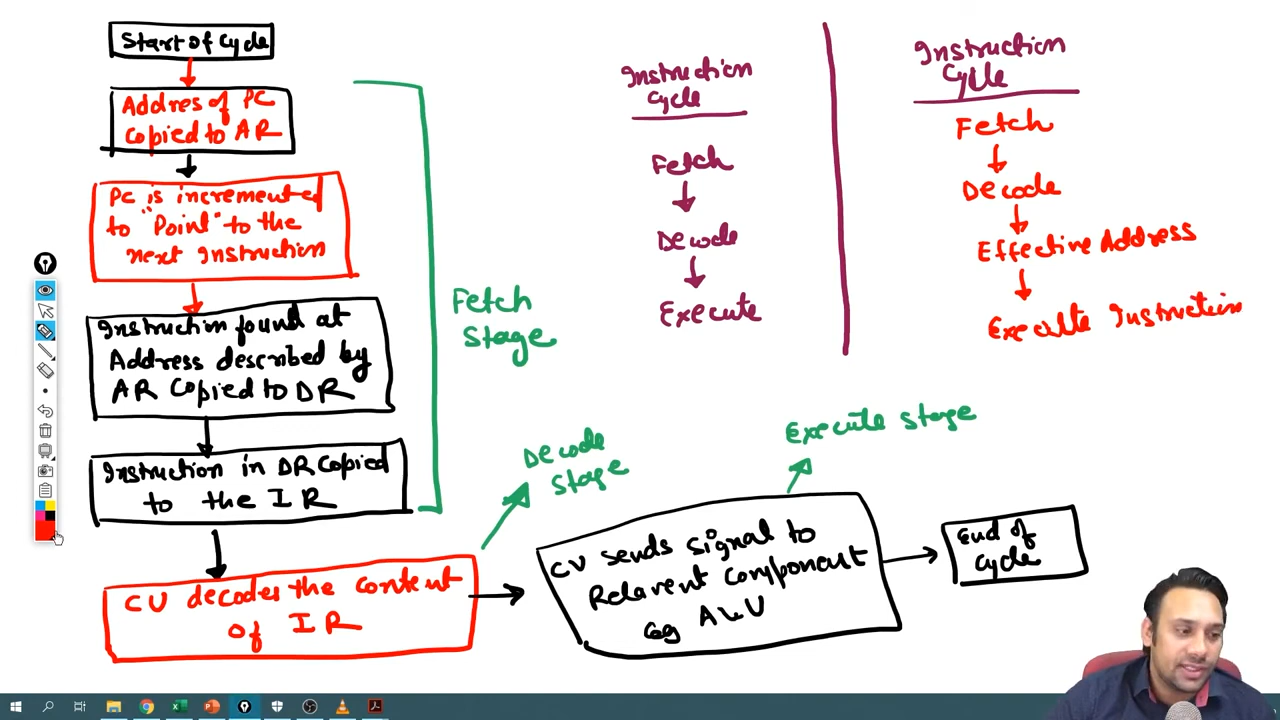 Start of Cycle
Addres of PC
Copied to AR
PC is incremented
to "Point" to the
next Instruction
Instruction found at
Address described by
AR Copied to DR
Instruction in DR Copied
to the IR
CU decodes the content
of IR
Fetch
Stage
Decode
Stage
CU sends signal to
Relavent Component
eg ALU
Execute Stage
End of
Cycle
Instruction
Cycle
Fetch
Decode
Execute
Instruction
Cycle
Fetch
Decode
Effective Address
Execute Instruction